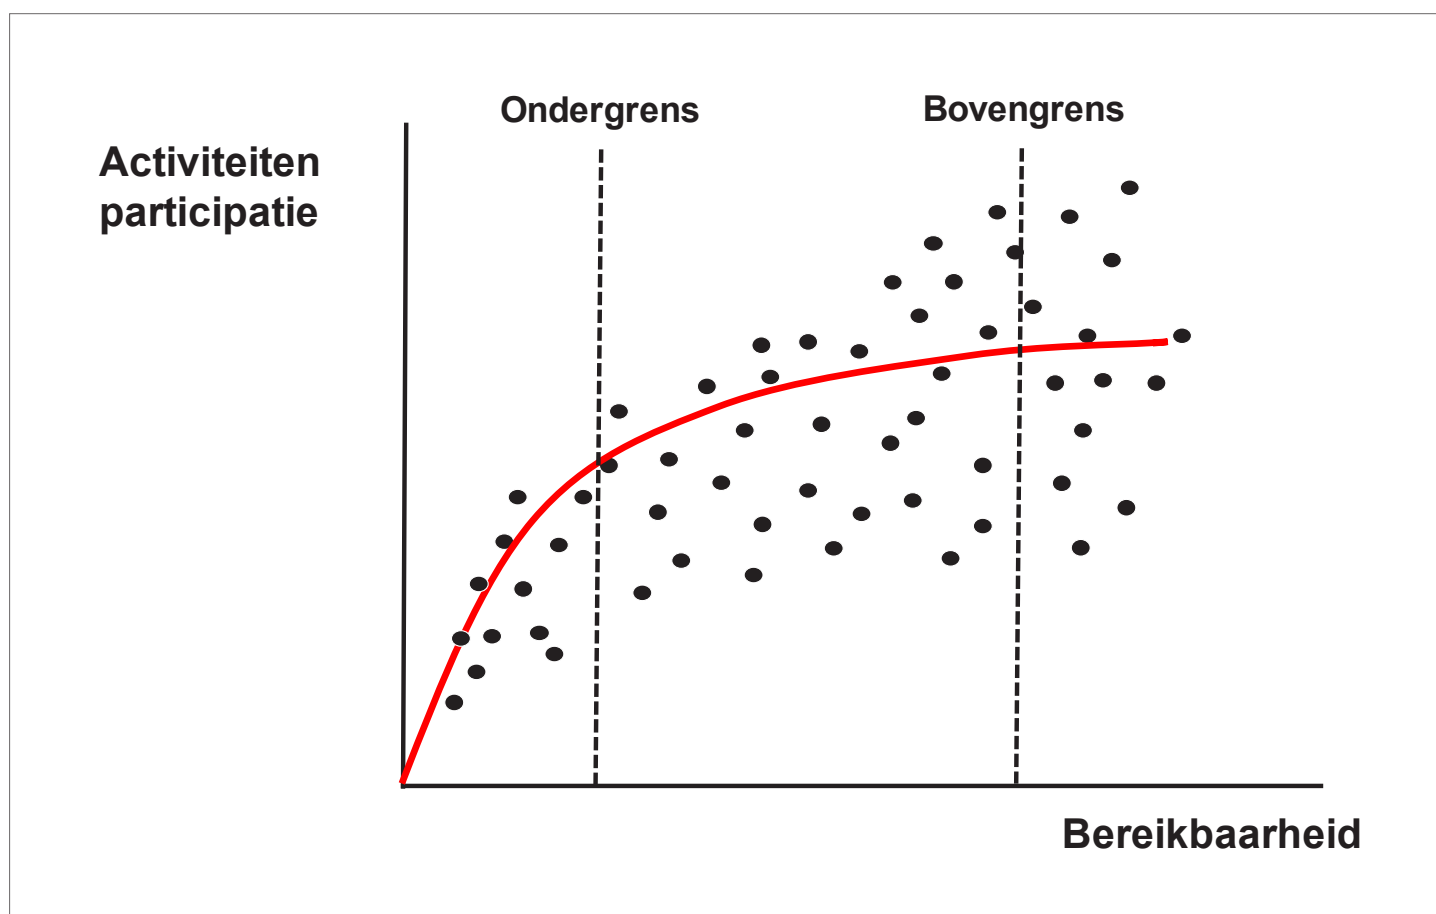 Ondergrens
Bovengrens
Activiteiten
participatie
Bereikbaarheid